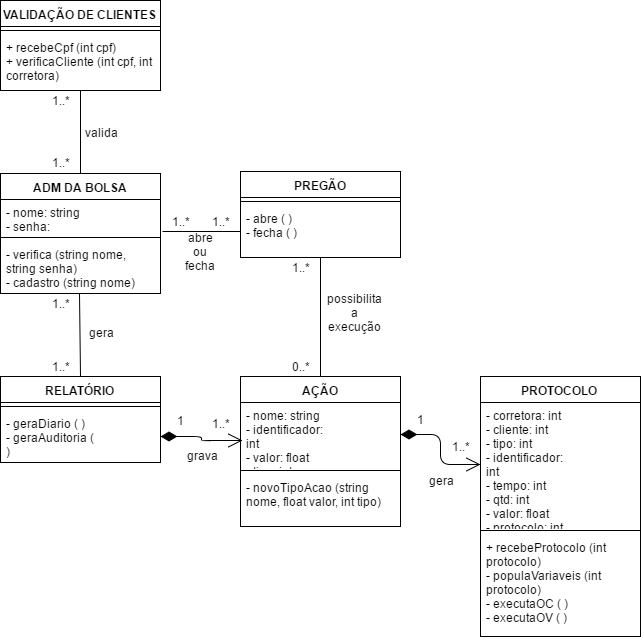 VALIDAÇÃO DE CLIENTES
+ recebeCpf (int cpf)
+ verificaCliente (int cpf, int
corretora)
1..*
valida
1..*
ADM DA BOLSA
- nome: string
- senha:
- verifica (string nome,
string senha)
- cadastro (string nome)
1..*
1..*
abre
ou
fecha
PREGÃO
- abre ( )
- fecha ( )
1..*
possibilita
a
execução
0..*
1..*
gera
1..*
RELATÓRIO
- geraDiario ( )
- geraAuditoria (
)
1
1..*
grava
AÇÃO
- nome: string
- identificador:
int
- valor: float
- novoTipoAcao (string
nome, float valor, int tipo)
1
1..*
gera
PROTOCOLO
- corretora: int
- cliente: int
- tipo: int
- identificador:
int
- tempo: int
- qtd: int
- valor: float
- protocolo: int
+ recebeProtocolo (int
protocolo)
- populaVariaveis (int
protocolo)
- executaOC ( )
- executaOV ( )